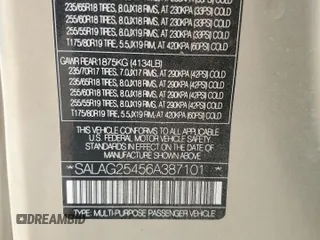 235/65R18 TIRES, 8.0JX18 RIMS, AT 230KPA (33PSI) COLD
255/60R18 TIRES, 8.0JX18 RIMS, AT 230KPA (33PSI) COLD
255/55R19 TIRES, 8.0JX19 RIMS, AT 230KPA (33PSI) COLD
T175/80R19 TIRE, 5.5JX19 RIM, AT 420KPA (60PSI) COLD
GAWR REAR1875KG (4134LB)
235/70R17 TIRES, 8.0JX17 RIMS, AT 290KPA (42PSI) COLD
235/65R18 TIRES, 8.0JX18 RIMS, AT 290KPA (42PSI) COLD
255/60R18 TIRES, 8.0JX18 RIMS, AT 290KPA (42PSI) COLD
255/55R19 TIRES, 8.0JX19 RIMS, AT 290KPA (42PSI) COLD
T175/80R19 TIRE, 5.5JX19 RIM, AT 420KPA (60PSI) COLD
THIS VEHICLE CONFORMS TO ALL APPLICABLE
U.S. FEDERAL MOTOR VEHICLE SAFETY STANDARDS
IN EFFECT ON THE DATE OF MANUFACTURE SHOWN ABOVE
*SALAG25456A387101*
TYPE: MULTI-PURPOSE PASSENGER VEHICLE
DREAMBID